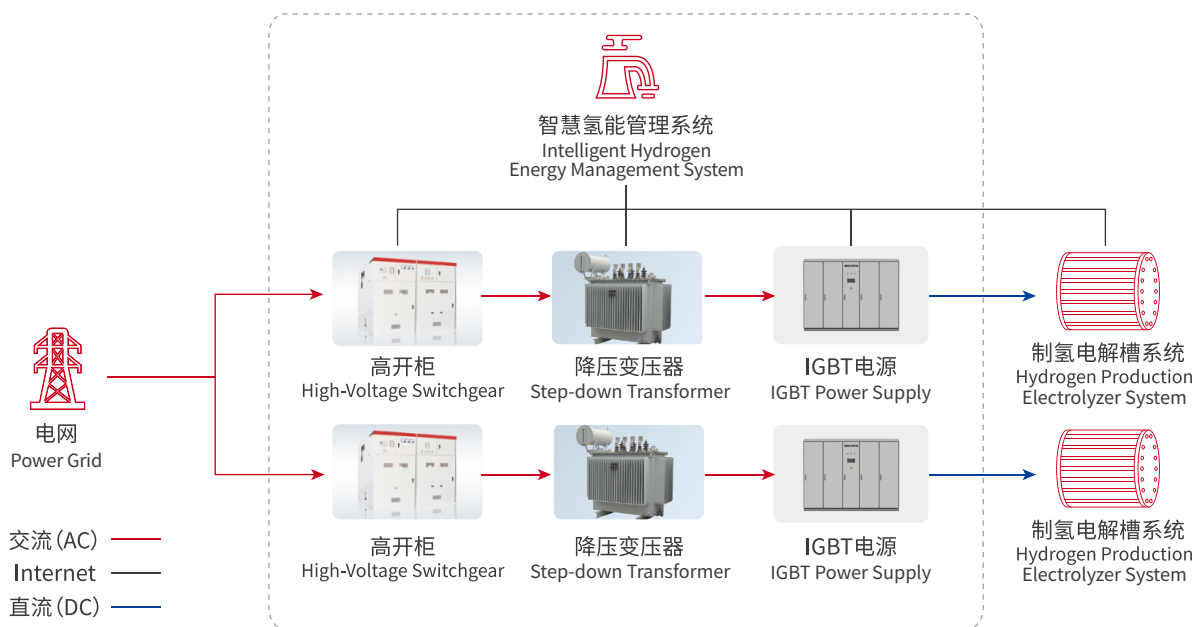 智慧氢能管理系统
Intelligent Hydrogen
Energy Management System
高开柜
High-Voltage Switchgear
降压变压器
Step-down Transformer
IGBT电源
IGBT Power Supply
制氢电解槽系统
Hydrogen Production
Electrolyzer System
电网
Power Grid
高开柜
High-Voltage Switchgear
降压变压器
Step-down Transformer
IGBT电源
IGBT Power Supply
制氢电解槽系统
Hydrogen Production
Electrolyzer System
交流(AC)
Internet
直流(DC)